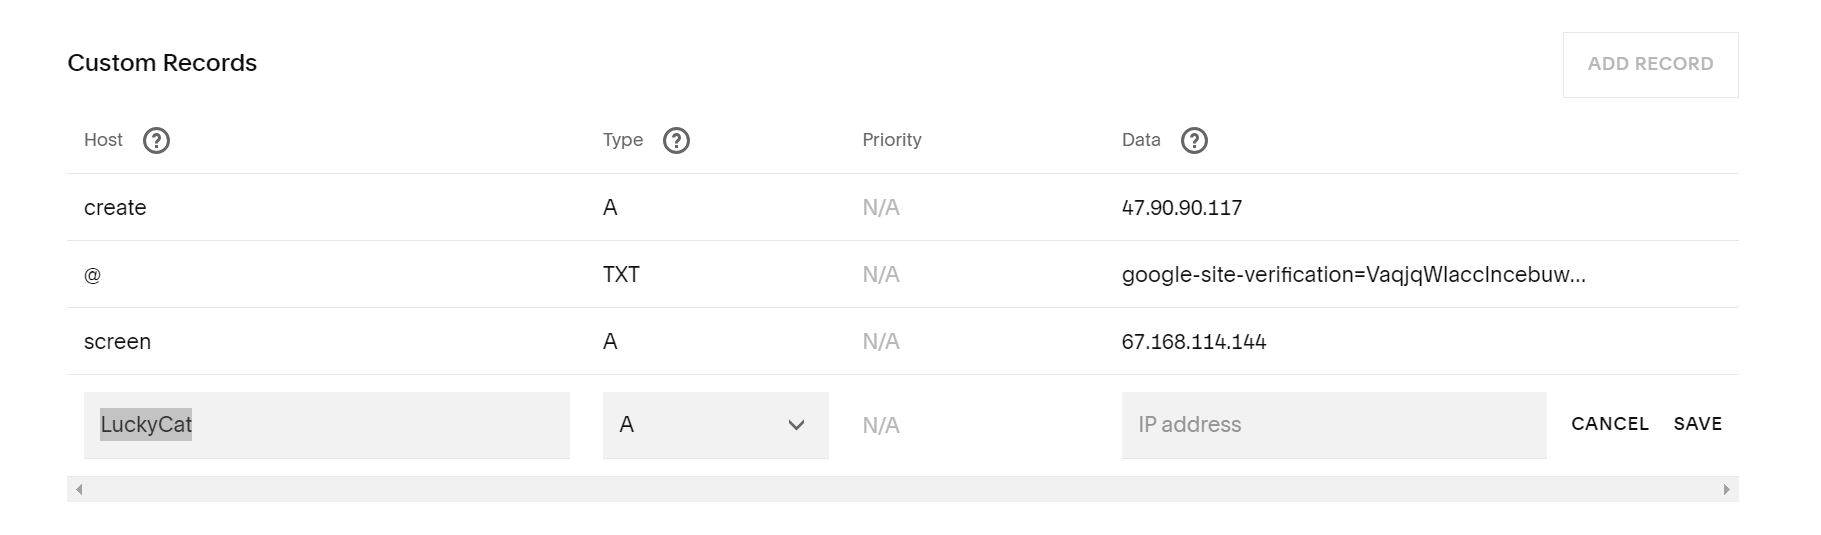 Custom Records
ADD RECORD
Host ? Type ? Priority Data ?
create A N/A 47.90.90.117
@ TXT N/A google-site-verification=VaqjqWlaccIncebuw...
screen A N/A 67.168.114.144
LuckyCat A N/A IP address CANCEL SAVE